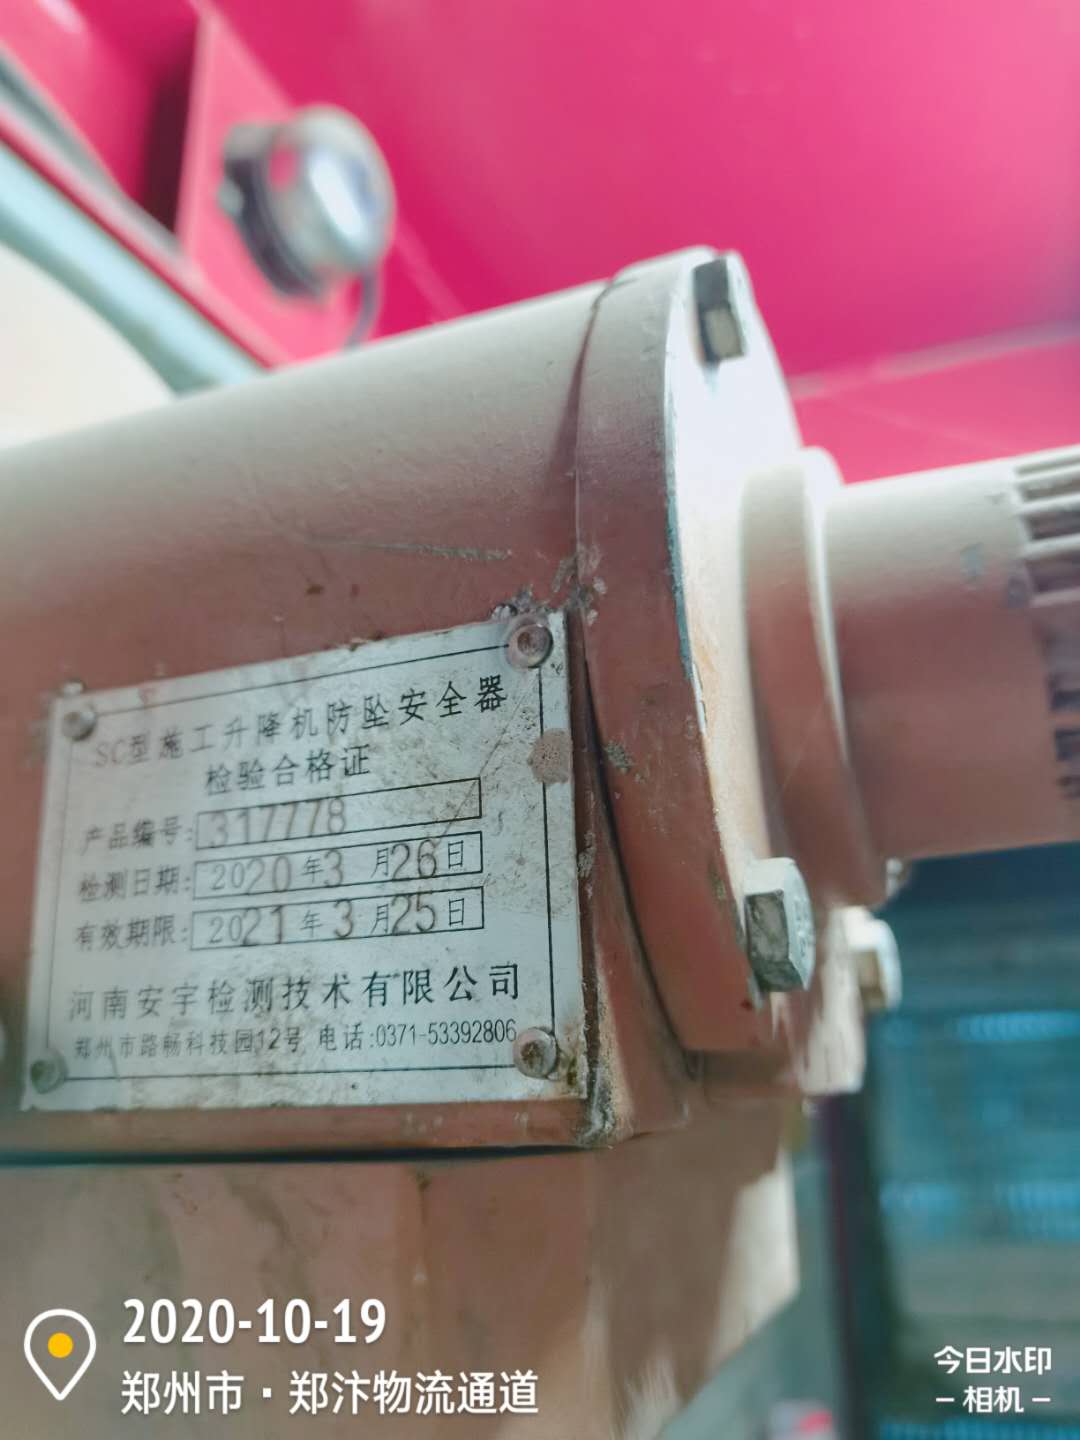 SC型施工升降机防坠安全器
检验合格证
产品编号:317778
检测日期:2020年3月26日
有效期限:2021年3月25日
河南安宇检测技术有限公司
郑州市路畅科技园12号 电话:0371-53392806
2020-10-19
郑州市·郑汴物流通道
今日水印
–相机–